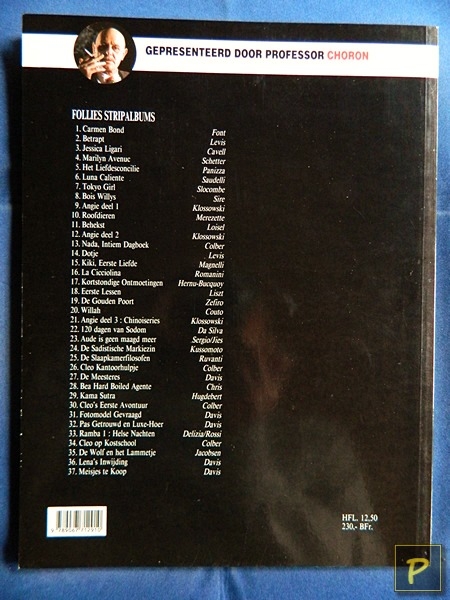 GEPRESENTEERD DOOR PROFESSOR CHORON
FOLLIES STRIPALBUMS
1. Carmen Bond Font
2. Betrapt Levis
3. Jessica Ligari Cavell
4. Marilyn Avenue Schetter
5. Het Liefdesconcilie Panizza
6. Luna Caliente Saudelli
7. Tokyo Girl Slocombe
8. Bois Willys Sire
9. Angie deel 1 Klossowski
10. Roofdieren Merezette
11. Behekst Loisel
12. Angie deel 2 Klossowski
13. Nada, Intiem Dagboek Colber
14. Dotje Levis
15. Kiki, Eerste Liefde Magnelli
16. La Cicciolina Romanini
17. Kortstondige Ontmoetingen Hernu-Bucquoy
18. Eerste Lessen Liszt
19. De Gouden Poort Zefiro
20. Willah Couto
21. Angie deel 3 : Chinoiseries Klossowski
22. 120 dagen van Sodom Da Silva
23. Aude is geen maagd meer Sergio/Jies
24. De Sadistische Markiezin Kussomoto
25. De Slaapkamerfilosofen Ravanti
26. Cleo Kantoorhulpje Colber
27. De Meesteres Davis
28. Bea Hard Boiled Agente Chris
29. Kama Sutra Hugdebert
30. Cleo's Eerste Avontuur Colber
31. Fotomodel Gevraagd Davis
32. Pas Getrouwd en Luxe-Hoer Davis
33. Ramba 1 : Helse Nachten Delizia/Rossi
34. Cleo op Kostschool Colber
35. De Wolf en het Lammetje Jacobsen
36. Lena's Inwijding Davis
37. Meisjes te Koop Davis
HFL. 12,50
230,- BFr.
P